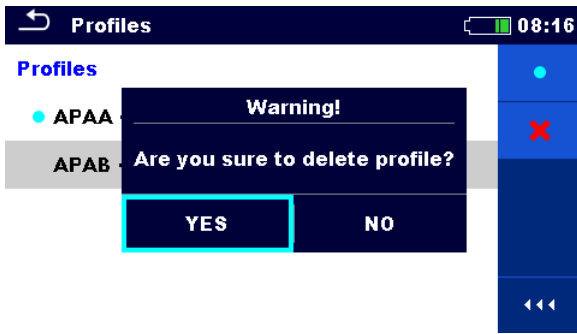 Profiles
08:16
Profiles
APAA -
APAB -
Warning!
Are you sure to delete profile?
YES
NO